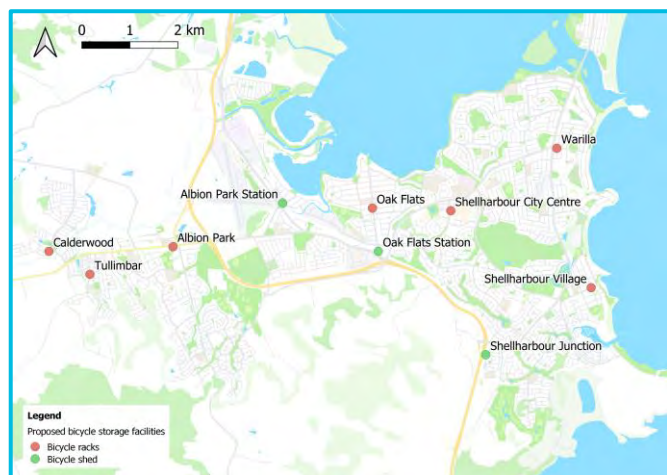 0 1 2 km
Warilla
Albion Park Station
Oak Flats
Shellharbour City Centre
Calderwood
Albion Park
Oak Flats Station
Tullimbar
Shellharbour Village
Shellharbour Junction
Legend
Proposed bicycle storage facilities
Bicycle racks
Bicycle shed